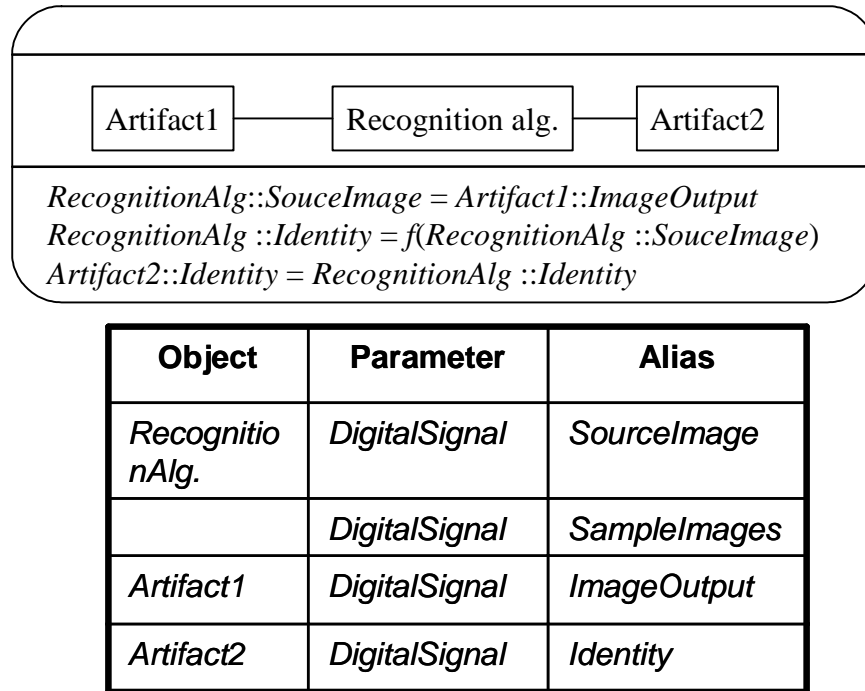 Artifact1 Recognition alg. Artifact2
RecognitionAlg::SouceImage = Artifact1::ImageOutput
RecognitionAlg ::Identity = f(RecognitionAlg ::SouceImage)
Artifact2::Identity = RecognitionAlg ::Identity
Object Parameter Alias
Recognitio DigitalSignal SourceImage
nAlg.
DigitalSignal SampleImages
Artifact1 DigitalSignal ImageOutput
Artifact2 DigitalSignal Identity